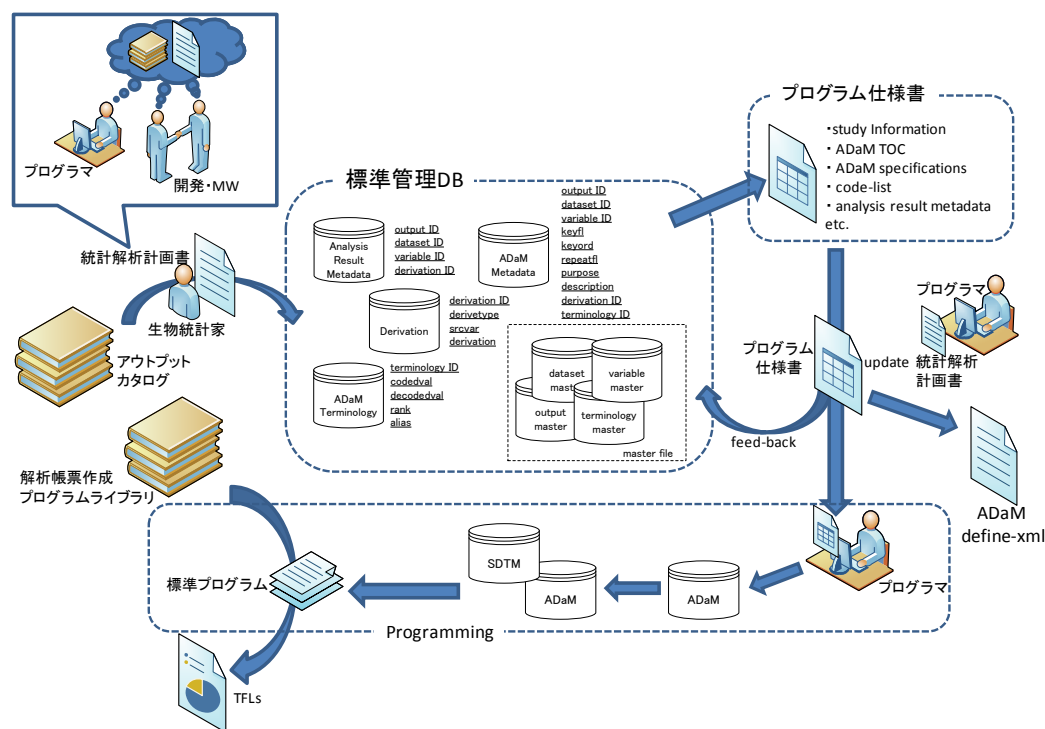 プログラマ
開発・MW
統計解析計画書
生物統計家
アウトプット
カタログ
解析帳票作成
プログラムライブラリ
標準管理DB
Analysis
Result
Metadata
output ID
dataset ID
variable ID
derivation ID
ADaM
Metadata
output ID
dataset ID
variable ID
keyfl
keyord
repeatfl
purpose
description
derivation ID
terminology ID
Derivation
derivation ID
derivetype
srcvar
derivation
ADaM
Terminology
terminology ID
codedval
decodedval
rank
alias
dataset
mast
variable
master
output
master
terminology
master
master file
プログラム仕様書
・study Information
・ADaM TOC
・ADaM specifications
・code-list
・analysis result metadata
etc.
プログラマ
プログラム
仕様書
update
統計解析
計画書
feed-back
ADaM
define-xml
プログラマ
ADaM
SDTM
ADaM
標準プログラム
Programming
TFLs